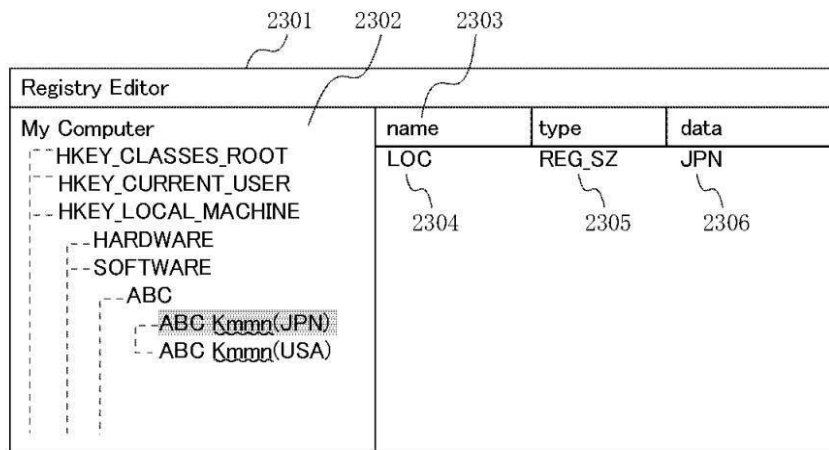 2301 2302 2303
Registry Editor
My Computer name type data
HKEY_CLASSES_ROOT LOC REG_SZ JPN
HKEY_CURRENT_USER
HKEY_LOCAL_MACHINE 2304 2305 2306
HARDWARE
SOFTWARE
ABC
ABC Kmmn(JPN)
ABC Kmmn(USA)